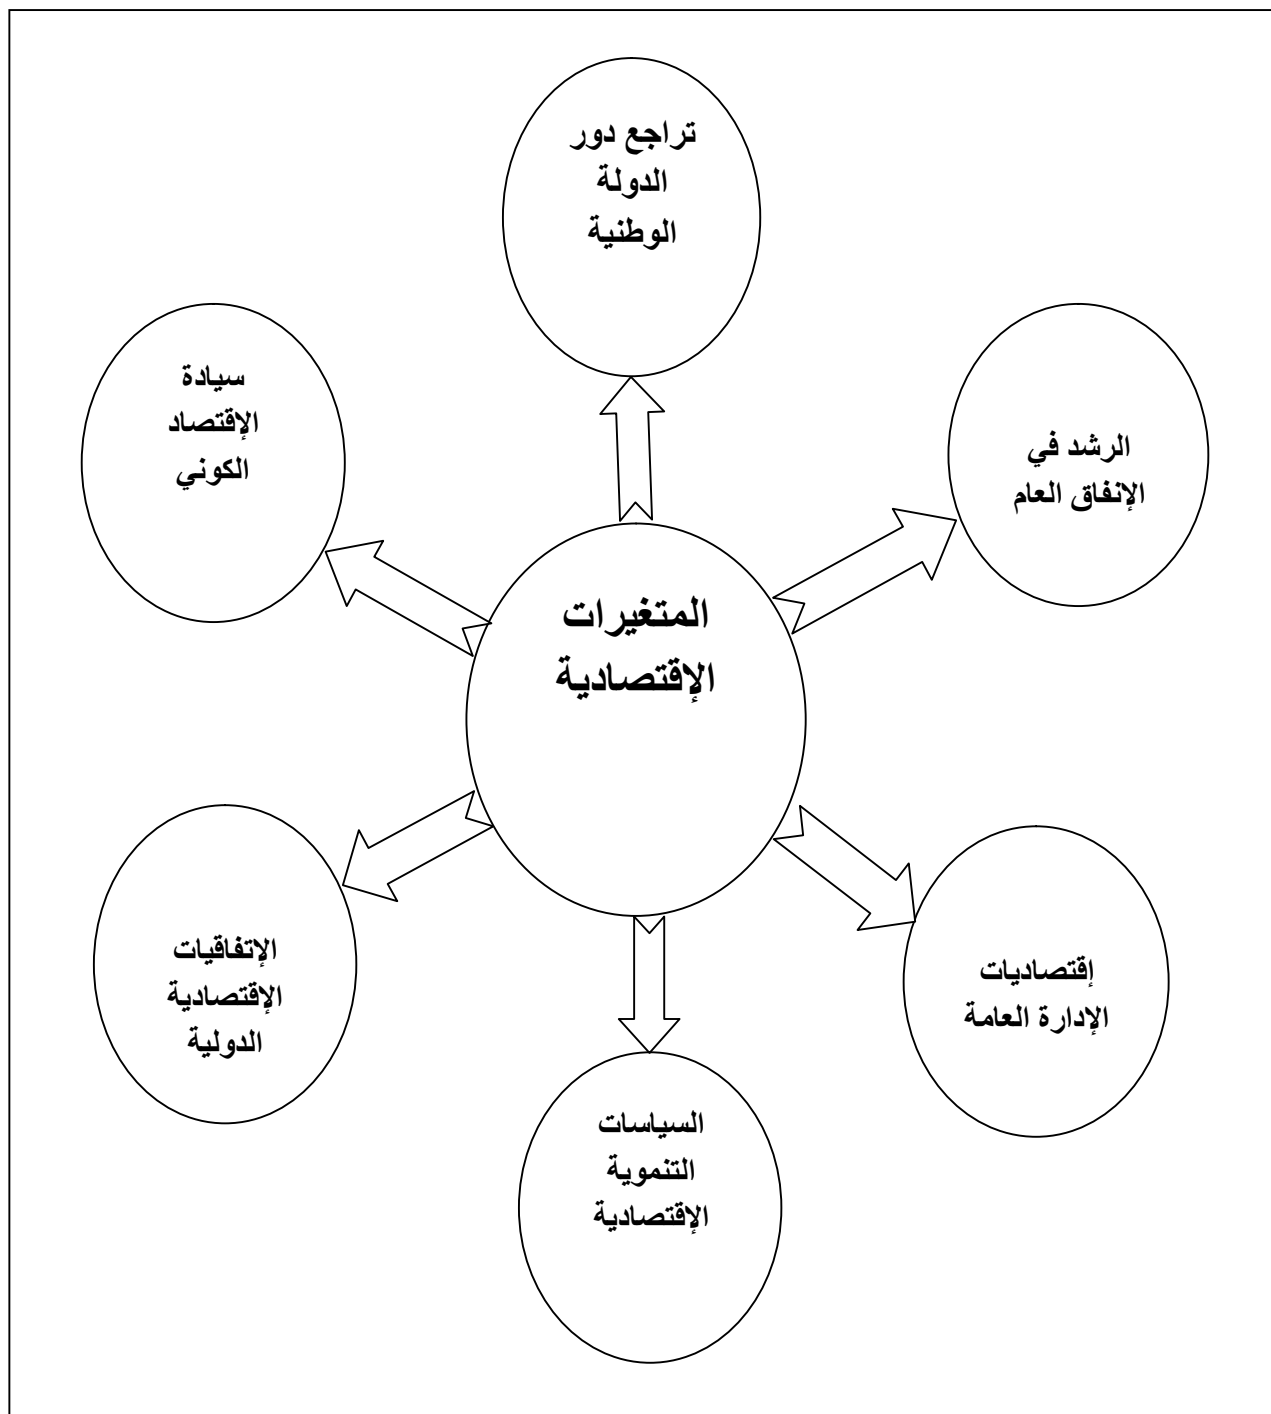 تراجع دور
الدولة
الوطنية
الرشد في
الإنفاق العام
سيادة
الإقتصاد
الكوني
المتغيرات
الإقتصادية
إقتصاديات
الإدارة العامة
الإتفاقيات
الإقتصادية
الدولية
السياسات
التنموية
الإقتصادية